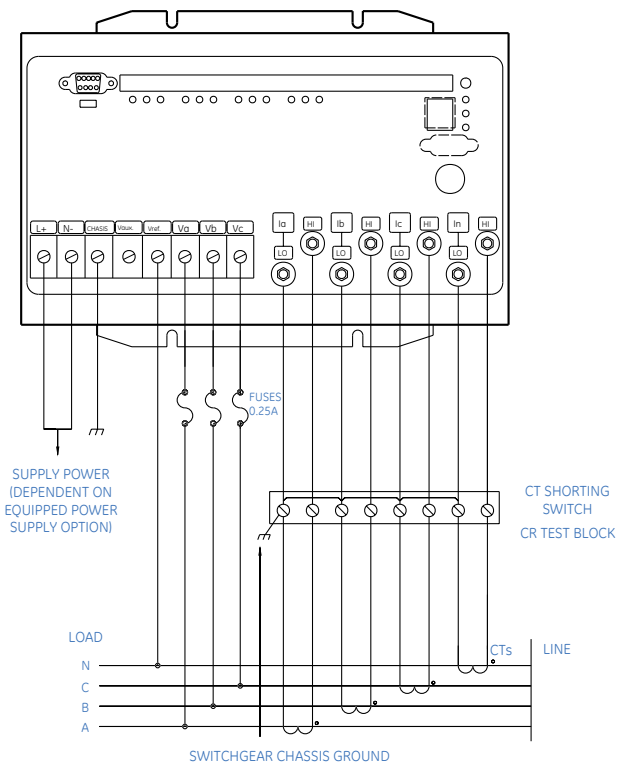 L+ N- CHASIS Vaux. Vref. Va Vb Vc
Ia HI Ib HI Ic HI In HI
LO LO LO LO
FUSES
0.25A
SUPPLY POWER
(DEPENDENT ON
EQUIPPED POWER
SUPPLY OPTION)
CT SHORTING
SWITCH
CR TEST BLOCK
LOAD
CTs
LINE
N
C
B
A
SWITCHGEAR CHASSIS GROUND